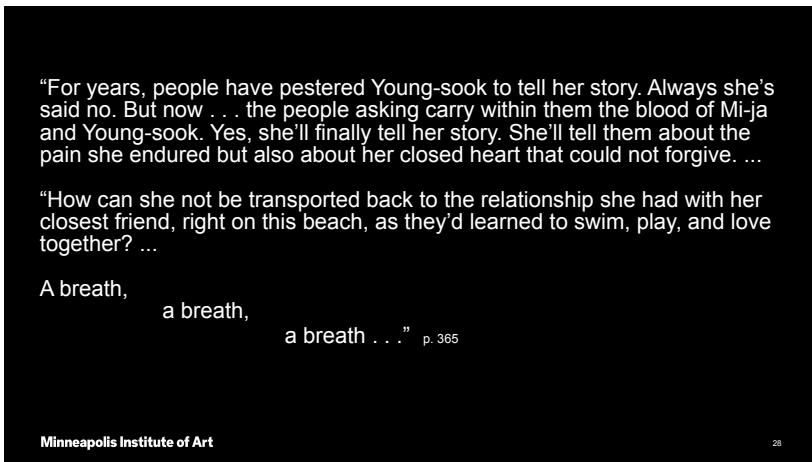 “For years, people have pestered Young-sook to tell her story. Always she’s
said no. But now . . . the people asking carry within them the blood of Mi-ja
and Young-sook. Yes, she’ll finally tell her story. She’ll tell them about the
pain she endured but also about her closed heart that could not forgive. ...
“How can she not be transported back to the relationship she had with her
closest friend, right on this beach, as they’d learned to swim, play, and love
together? ...
A breath,
a breath,
a breath . . .” p. 365
Minneapolis Institute of Art
28